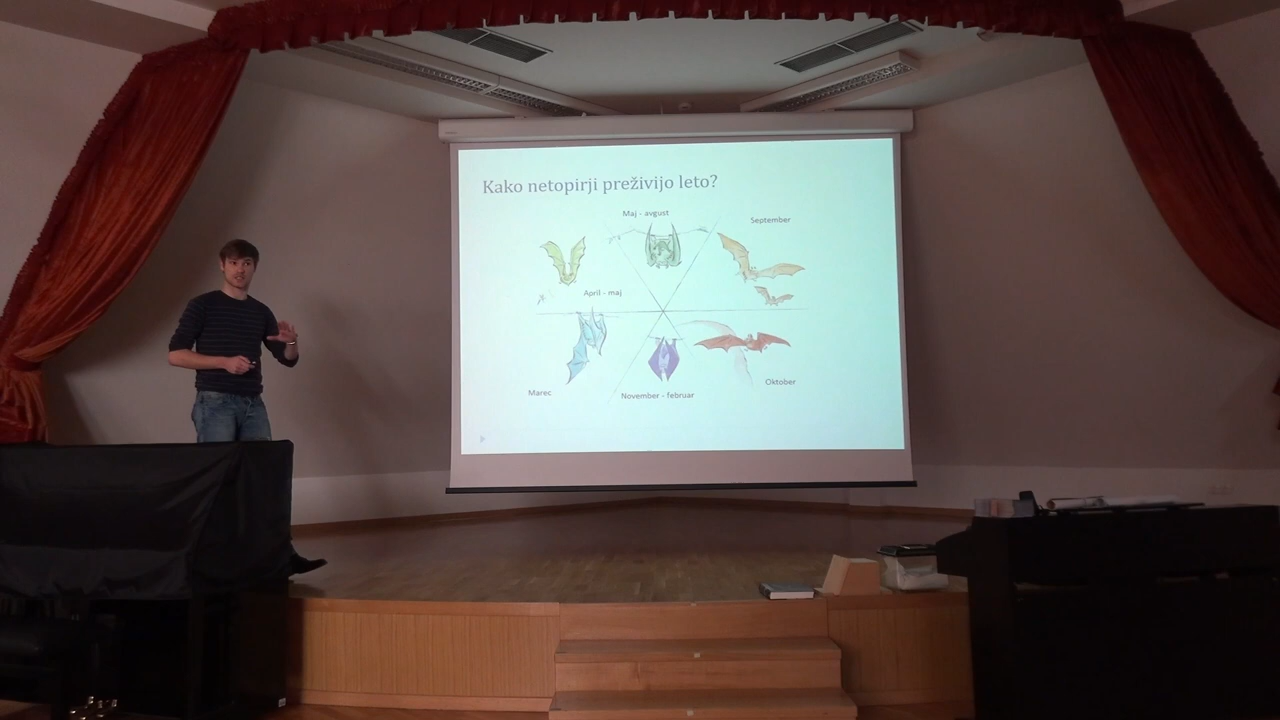 Kako netopirji preživijo leto?
Maj - avgust
September
April - maj
Marec
November - februar
Oktober